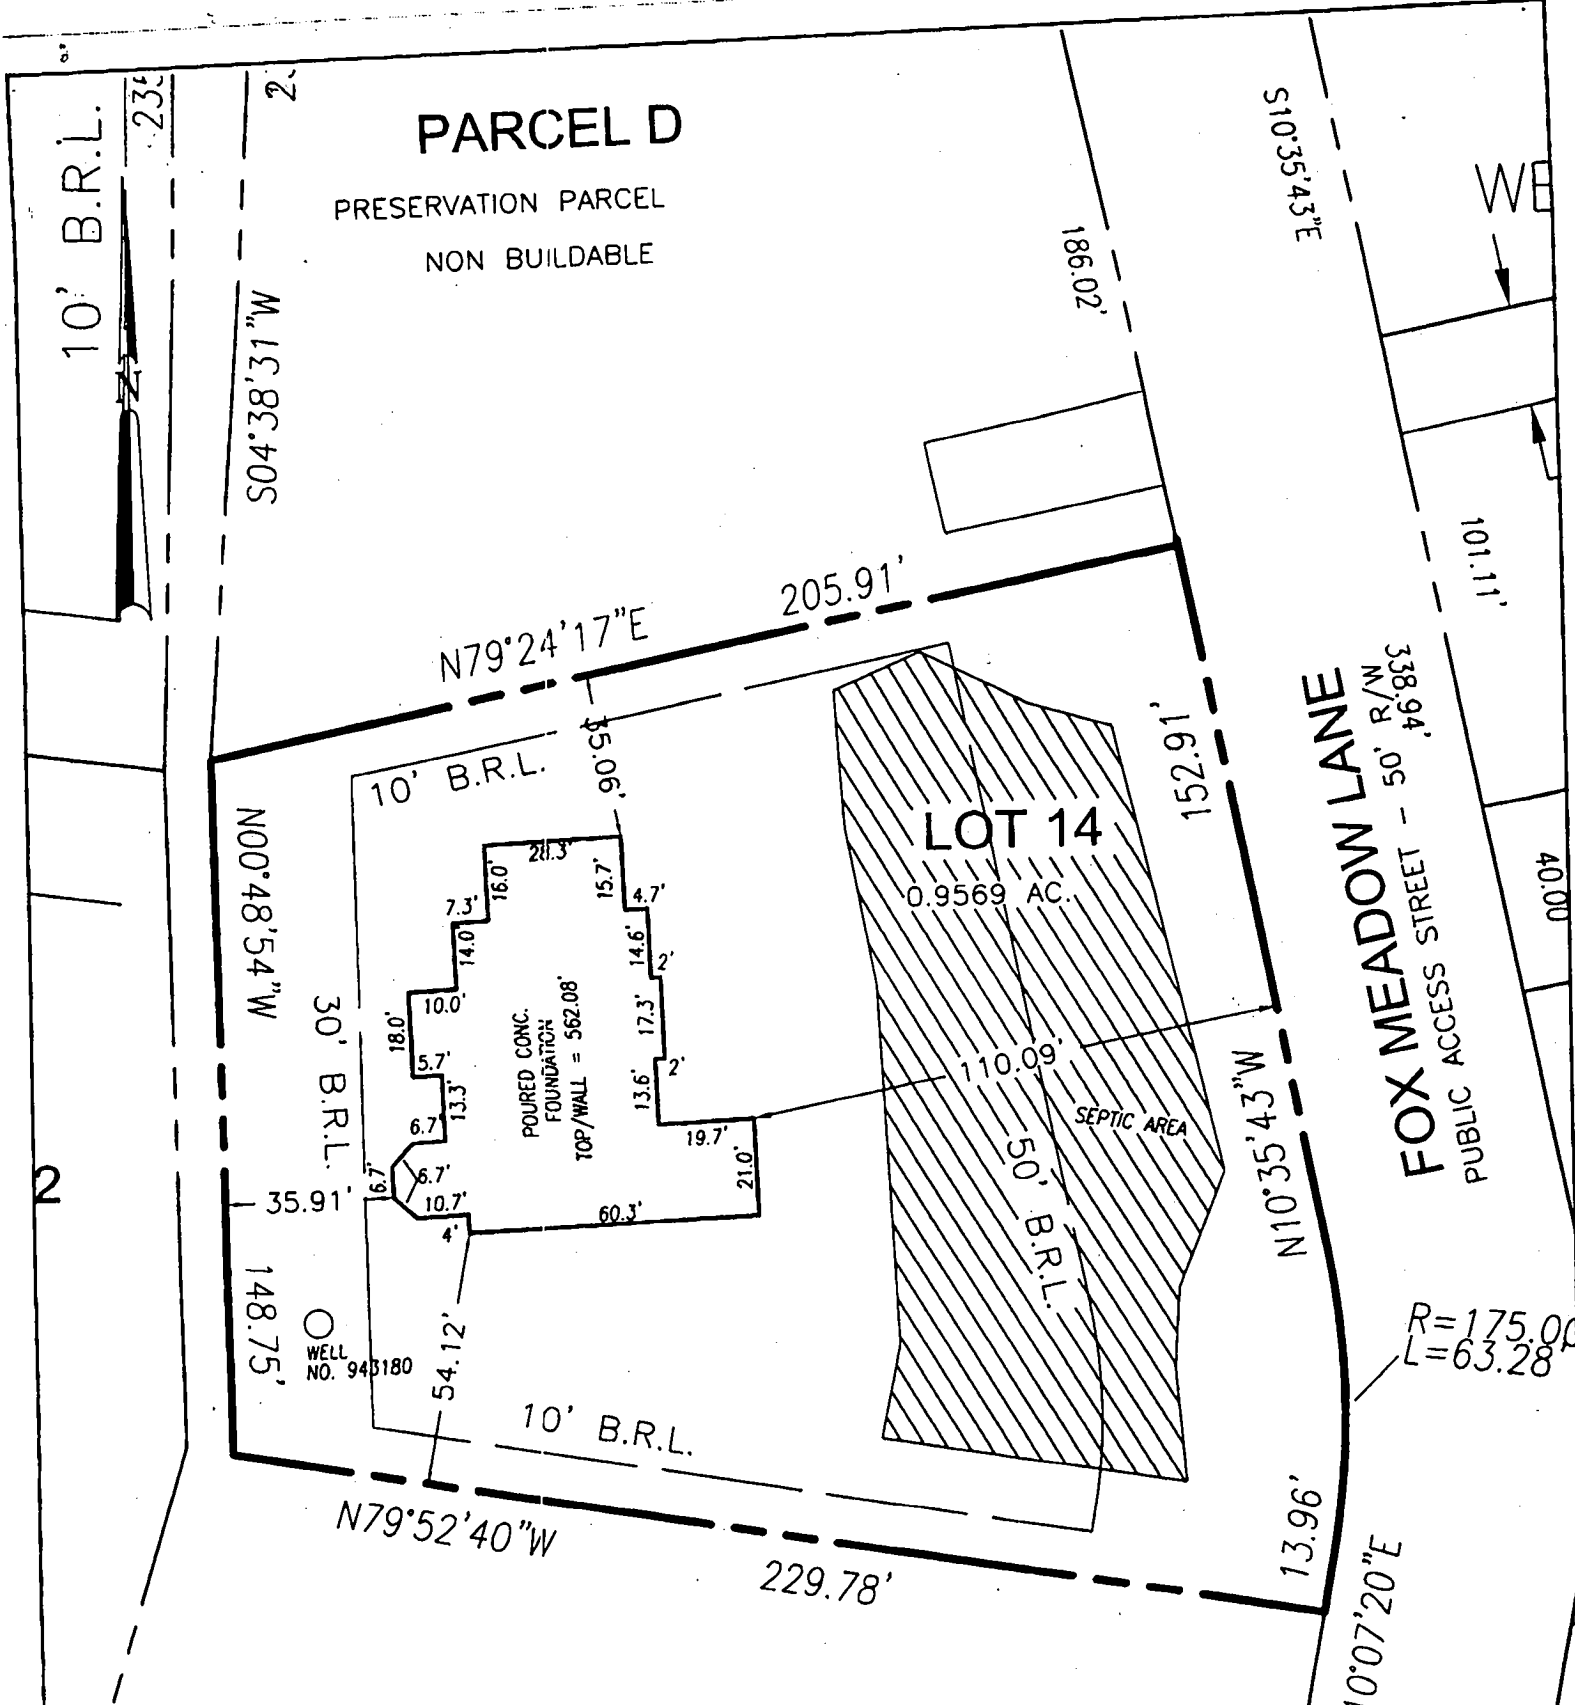 10' B.R.L.
N
S04°38'31"W
PARCEL D
PRESERVATION PARCEL
NON BUILDABLE
186.02'
S10°35'43"E
101.11'
338.94'
40.00
FOX MEADOW LANE
PUBLIC ACCESS STREET - 50' R/W
N79°24'17"E
205.91'
152.91'
N10°35'43"W
10' B.R.L.
35.06'
LOT 14
0.9569 AC.
N00°48'54"W
148.75'
30' B.R.L.
28.3'
16.0'
15.7'
7.3'
4.7'
14.0'
14.6'
2'
10.0'
18.0'
17.3'
5.7'
2'
13.3'
13.6'
6.7'
6.7'
6.7'
10.7'
4'
19.7'
21.0'
60.3'
POURED CONC.
FOUNDATION
TOP/WALL = 562.08'
110.09'
SEPTIC AREA
50' B.R.L.
2
35.91'
54.12'
WELL
NO. 943180
10' B.R.L.
N79°52'40"W
229.78'
R=175.00
L=63.28'
13.96'
0°07'20"E